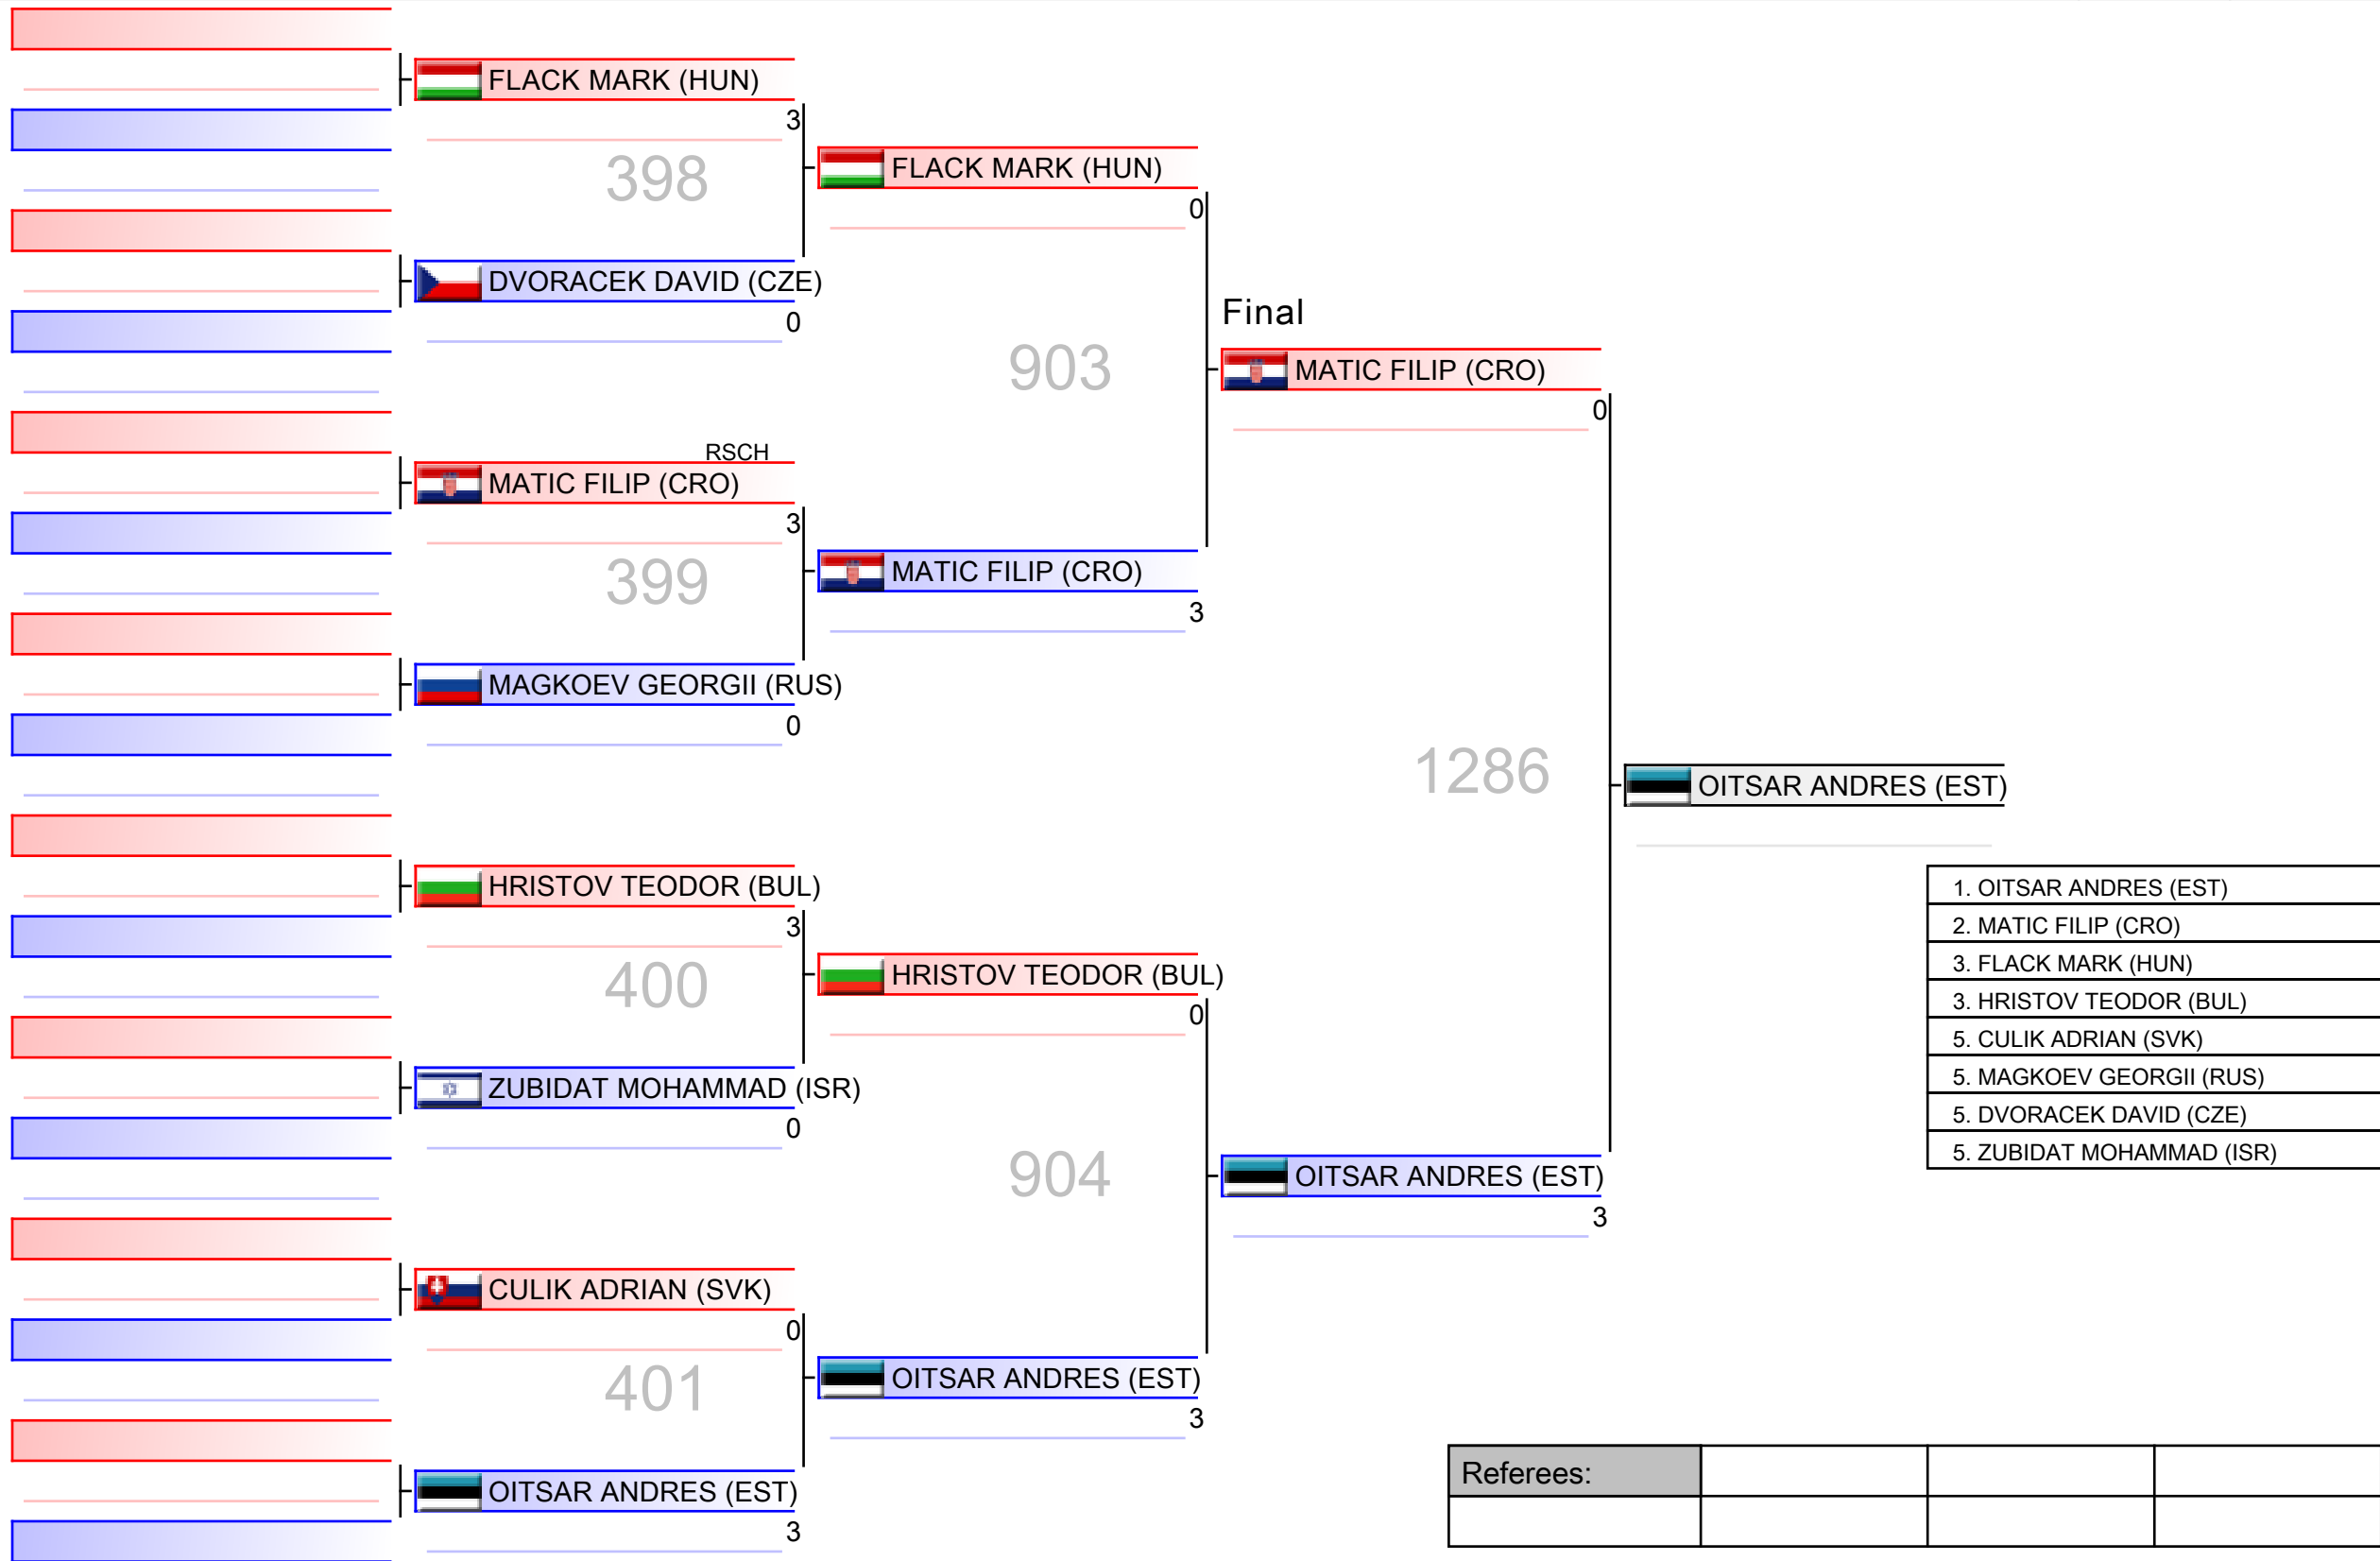 FLACK MARK (HUN)
3
398
DVORACEK DAVID (CZE)
0
RSCH
MATIC FILIP (CRO)
3
399
MAGKOEV GEORGII (RUS)
0
HRISTOV TEODOR (BUL)
3
400
ZUBIDAT MOHAMMAD (ISR)
0
CULIK ADRIAN (SVK)
0
401
OITSAR ANDRES (EST)
3
FLACK MARK (HUN)
0
903
MATIC FILIP (CRO)
3
HRISTOV TEODOR (BUL)
0
904
OITSAR ANDRES (EST)
3
Final
MATIC FILIP (CRO)
0
1286
OITSAR ANDRES (EST)
3
OITSAR ANDRES (EST)
1. OITSAR ANDRES (EST)
2. MATIC FILIP (CRO)
3. FLACK MARK (HUN)
3. HRISTOV TEODOR (BUL)
5. CULIK ADRIAN (SVK)
5. MAGKOEV GEORGII (RUS)
5. DVORACEK DAVID (CZE)
5. ZUBIDAT MOHAMMAD (ISR)
Referees: